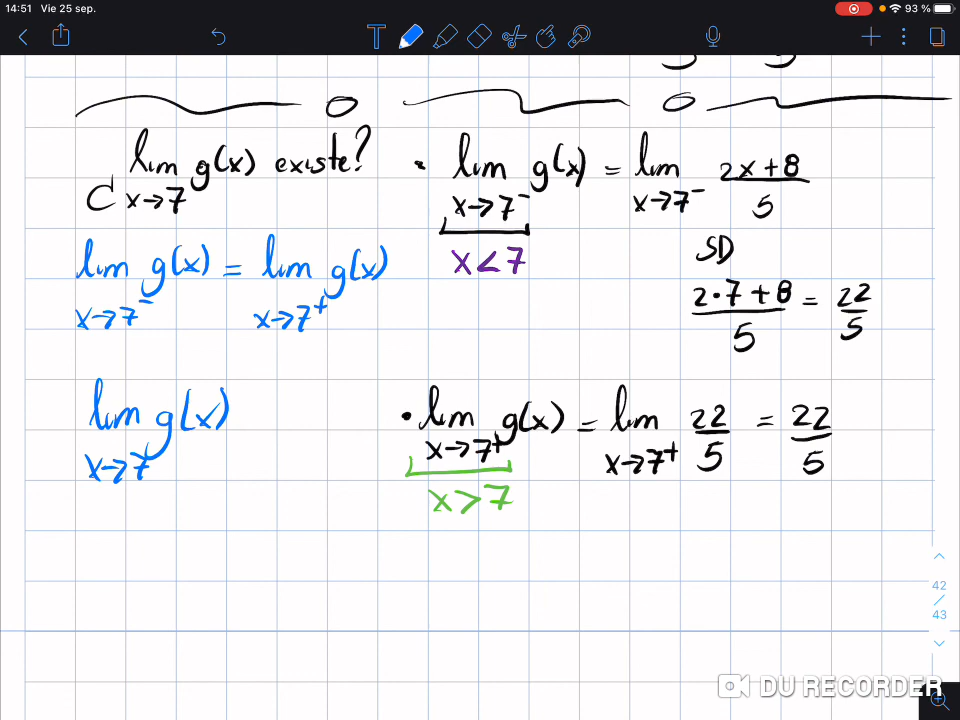 14:51 Vie 25 sep.
93 %
¿ lim x→7 g(x) existe?
lim x→7⁻ g(x) = lim x→7⁺ g(x)
lim x→7 g(x)
• lim x→7⁻ g(x) = lim x→7⁻ (2x+8)/5
x<7
SD
(2•7+8)/5 = 22/5
• lim x→7⁺ g(x) = lim x→7⁺ 22/5 = 22/5
x>7
42
/
43
DU RECORDER